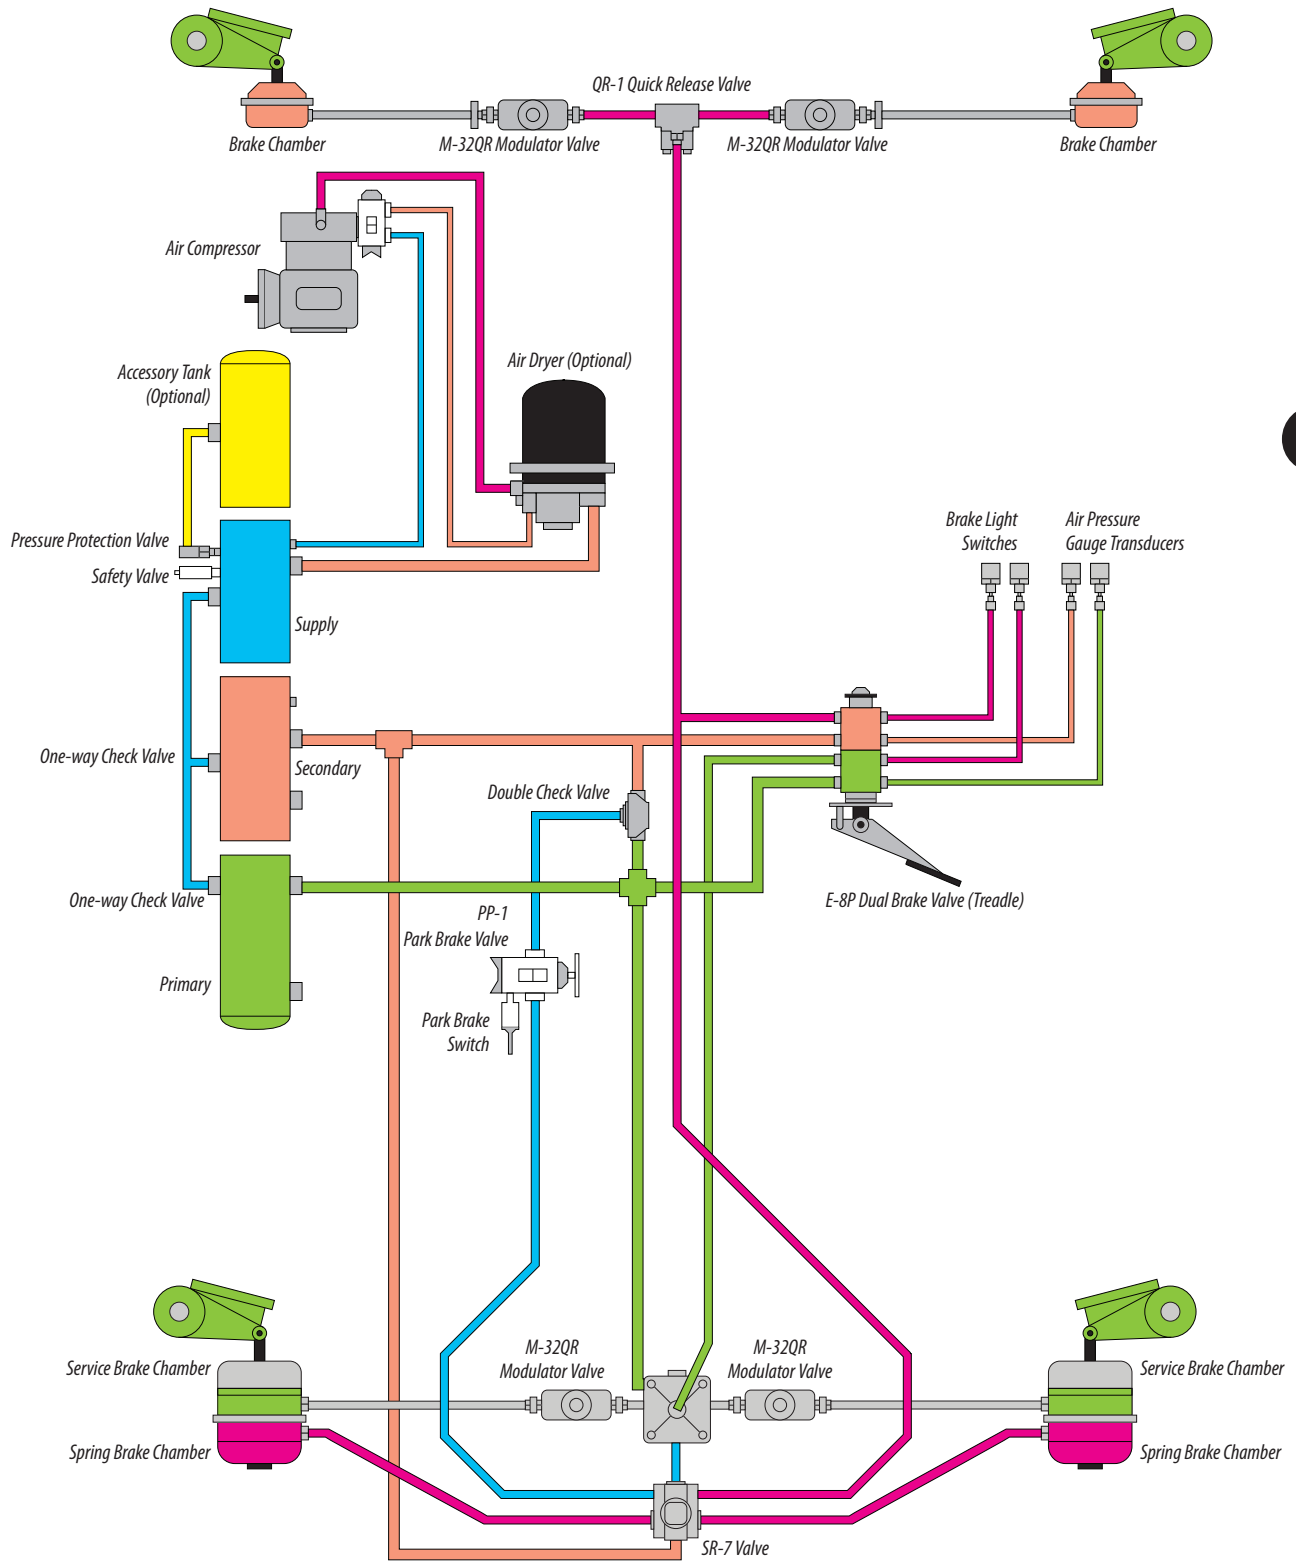 QR-1 Quick Release Valve
Brake Chamber
M-32QR Modulator Valve
M-32QR Modulator Valve
Brake Chamber
Air Compressor
Air Dryer (Optional)
Accessory Tank
(Optional)
Pressure Protection Valve
Safety Valve
Supply
Brake Light
Switches
Air Pressure
Gauge Transducers
One-way Check Valve
Secondary
Double Check Valve
One-way Check Valve
E-8P Dual Brake Valve (Treadle)
PP-1
Park Brake Valve
Primary
Park Brake
Switch
M-32QR
Modulator Valve
M-32QR
Modulator Valve
Service Brake Chamber
Service Brake Chamber
Spring Brake Chamber
Spring Brake Chamber
SR-7 Valve